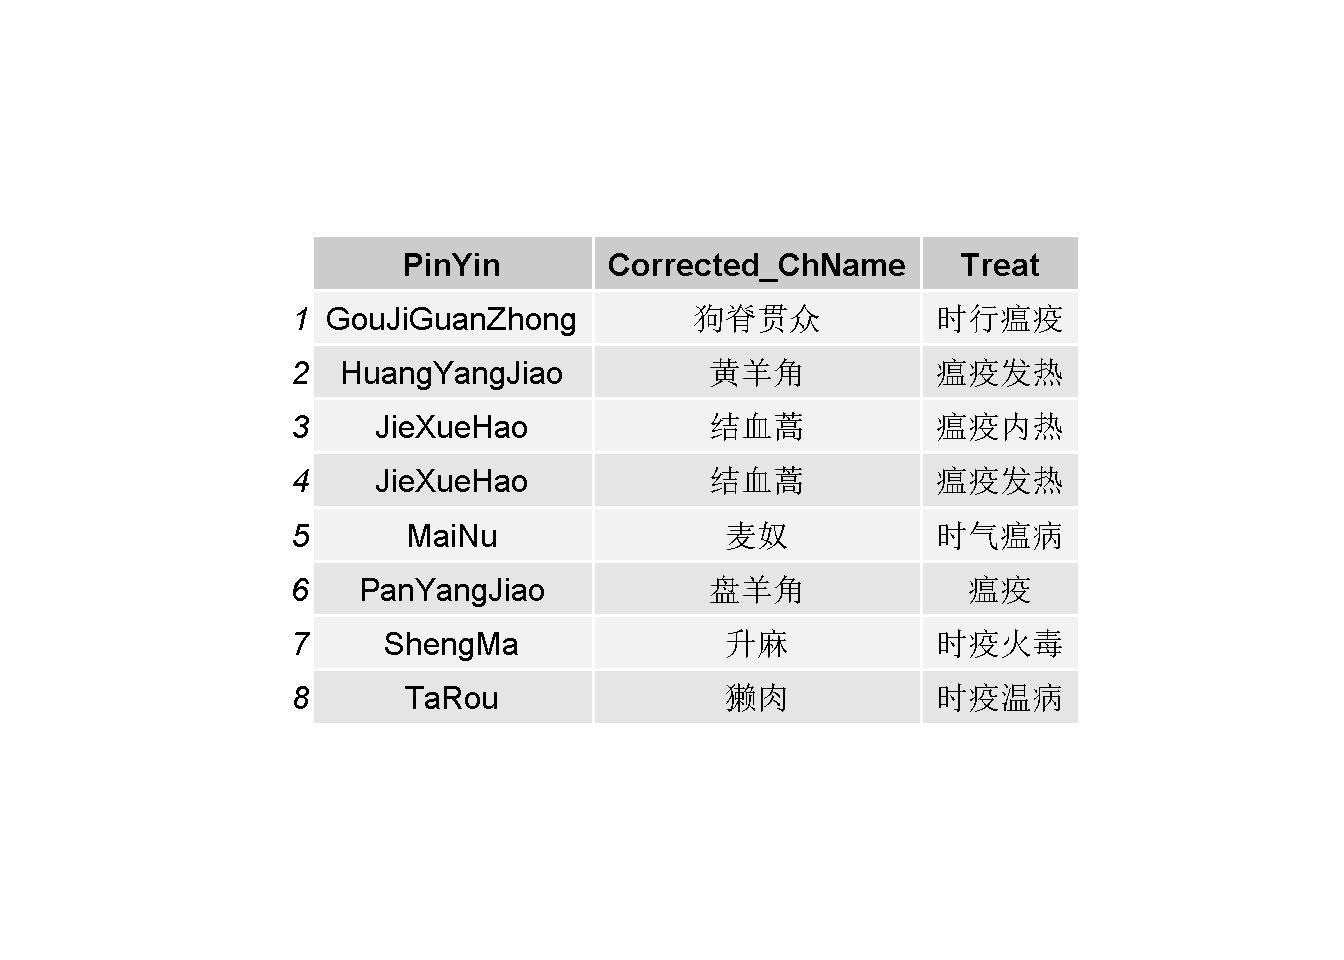 PinYin Corrected_ChName Treat
1 GouJiGuanZhong 狗脊贯众 时行瘟疫
2 HuangYangJiao 黄羊角 瘟疫发热
3 JieXueHao 结血蒿 瘟疫内热
4 JieXueHao 结血蒿 瘟疫发热
5 MaiNu 麦奴 时气瘟病
6 PanYangJiao 盘羊角 瘟疫
7 ShengMa 升麻 时疫火毒
8 TaRou 獭肉 时疫温病